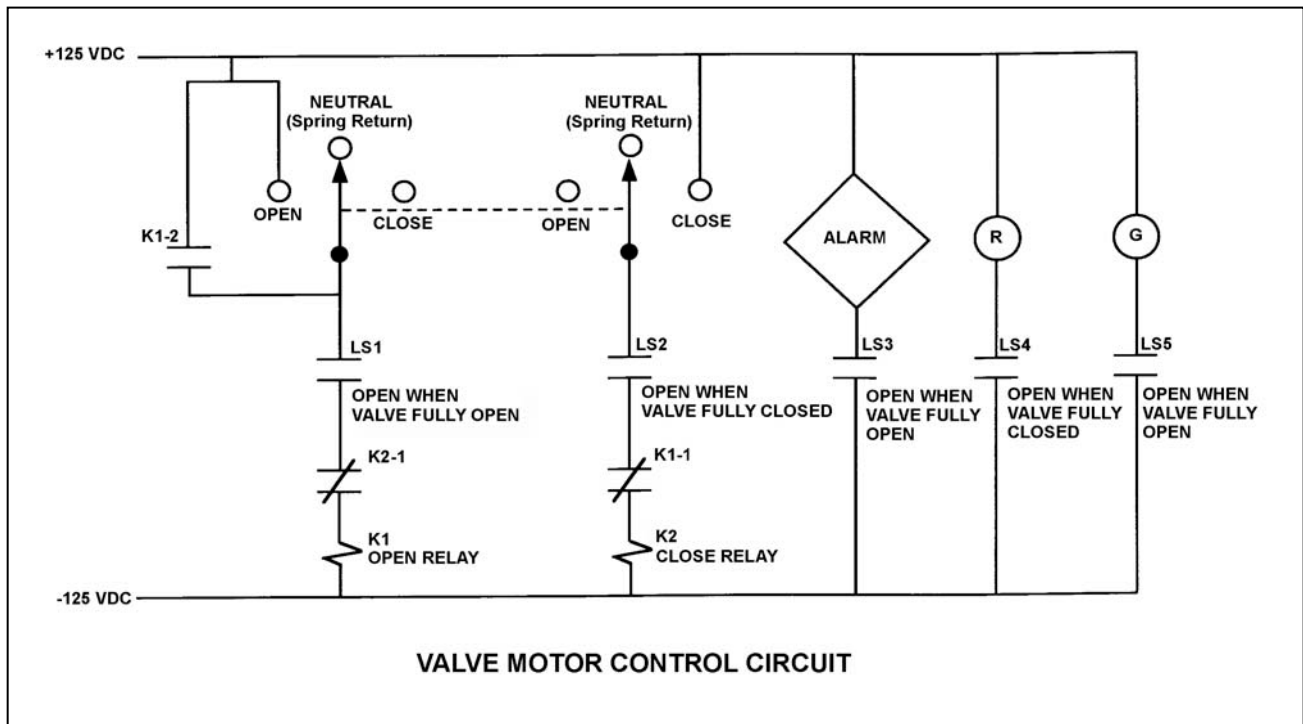 +125 VDC
NEUTRAL
(Spring Return)
NEUTRAL
(Spring Return)
OPEN
CLOSE
OPEN
CLOSE
K1-2
ALARM
R
G
LS1
OPEN WHEN
VALVE FULLY OPEN
LS2
OPEN WHEN
VALVE FULLY CLOSED
LS3
OPEN WHEN
VALVE FULLY
OPEN
LS4
OPEN WHEN
VALVE FULLY
CLOSED
LS5
OPEN WHEN
VALVE FULLY
OPEN
K2-1
K1-1
K1
OPEN RELAY
K2
CLOSE RELAY
-125 VDC
VALVE MOTOR CONTROL CIRCUIT